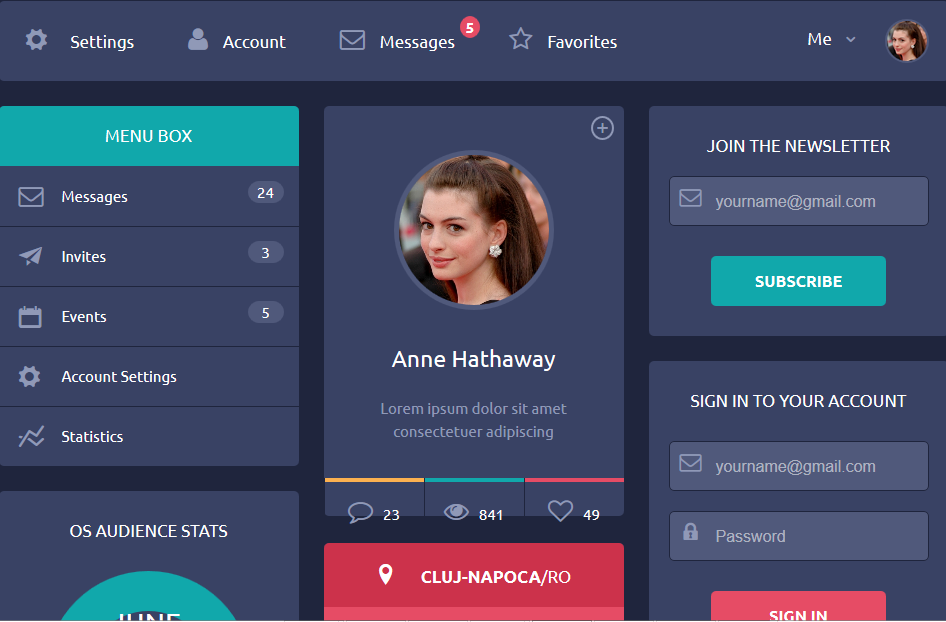 Settings
Account
Messages
5
Favorites
Me
MENU BOX
Messages
24
Invites
3
Events
5
Account Settings
Statistics
OS AUDIENCE STATS
JUNE
Anne Hathaway
Lorem ipsum dolor sit amet
consectetuer adipiscing
23
841
49
CLUJ-NAPOCA/RO
JOIN THE NEWSLETTER
yourname@gmail.com
SUBSCRIBE
SIGN IN TO YOUR ACCOUNT
yourname@gmail.com
Password
SIGN IN